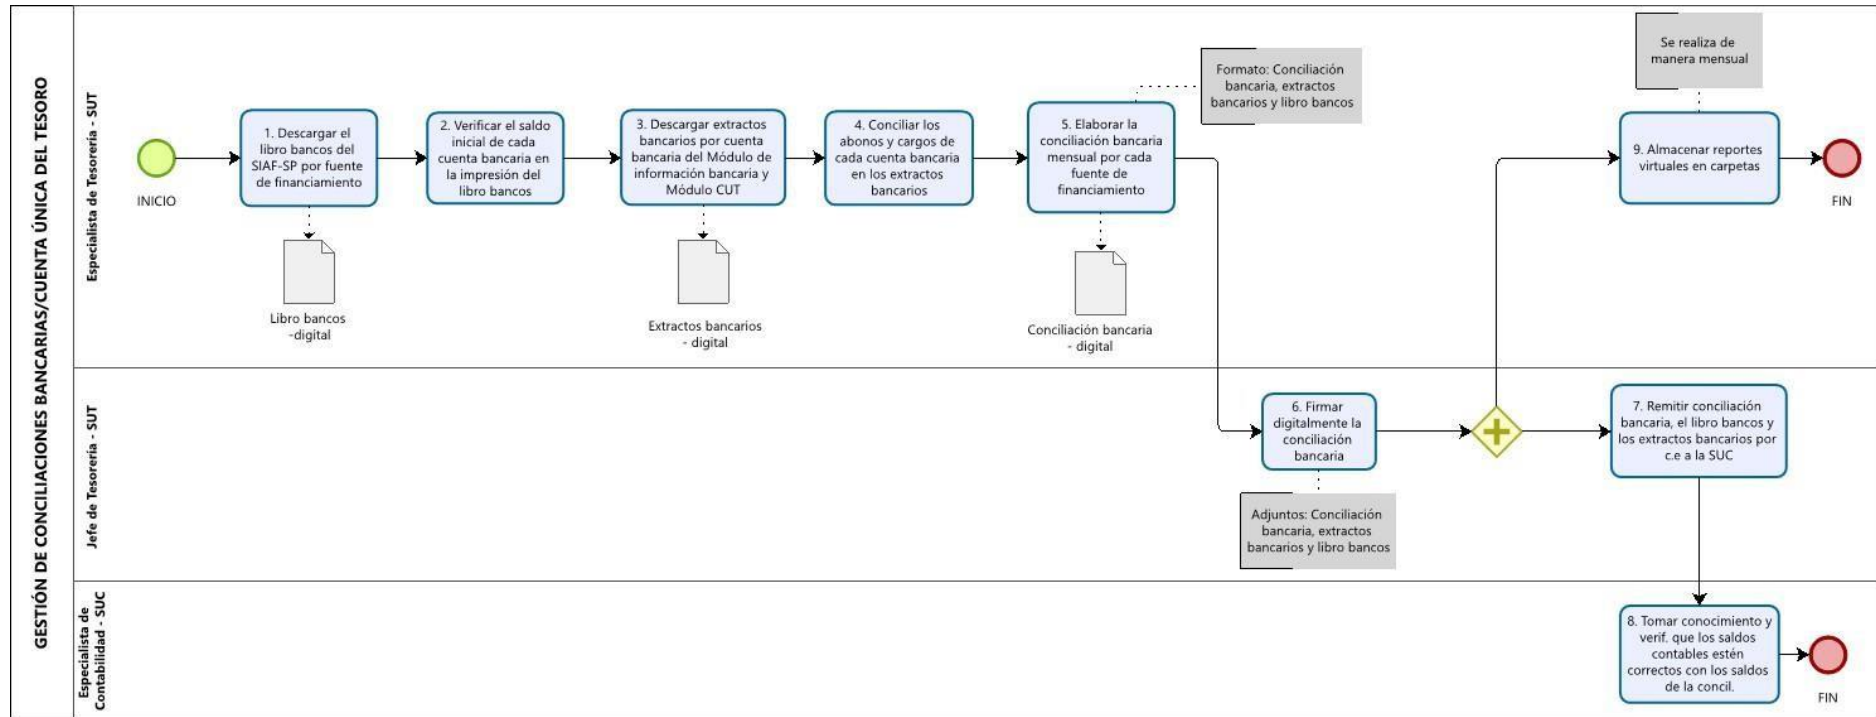 GESTIÓN DE CONCILIACIONES BANCARIAS/CUENTA ÚNICA DEL TESORO
Especialista de Tesorería - SUT
INICIO
1. Descargar el
libro bancos del
SIAF-SP por fuente
de financiamiento
Libro bancos
-digital
2. Verificar el saldo
inicial de cada
cuenta bancaria en
la impresión del
libro bancos
3. Descargar extractos
bancarios por cuenta
bancaria del Módulo de
información bancaria y
Módulo CUT
Extractos bancarios
- digital
4. Conciliar los
abonos y cargos de
cada cuenta bancaria
en los extractos
bancarios
5. Elaborar la
conciliación bancaria
mensual por cada
fuente de
financiamiento
Conciliación bancaria
- digital
Formato: Conciliación
bancaria, extractos
bancarios y libro bancos
Se realiza de
manera mensual
9. Almacenar reportes
virtuales en carpetas
FIN
Jefe de Tesorería - SUT
6. Firmar
digitalmente la
conciliación
bancaria
Adjuntos: Conciliación
bancaria, extractos
bancarios y libro bancos
7. Remitir conciliación
bancaria, el libro bancos y
los extractos bancarios por
c.e a la SUC
Especialista de
Contabilidad - SUC
8. Tomar conocimiento y
verif. que los saldos
contables estén
correctos con los saldos
de la concil.
FIN